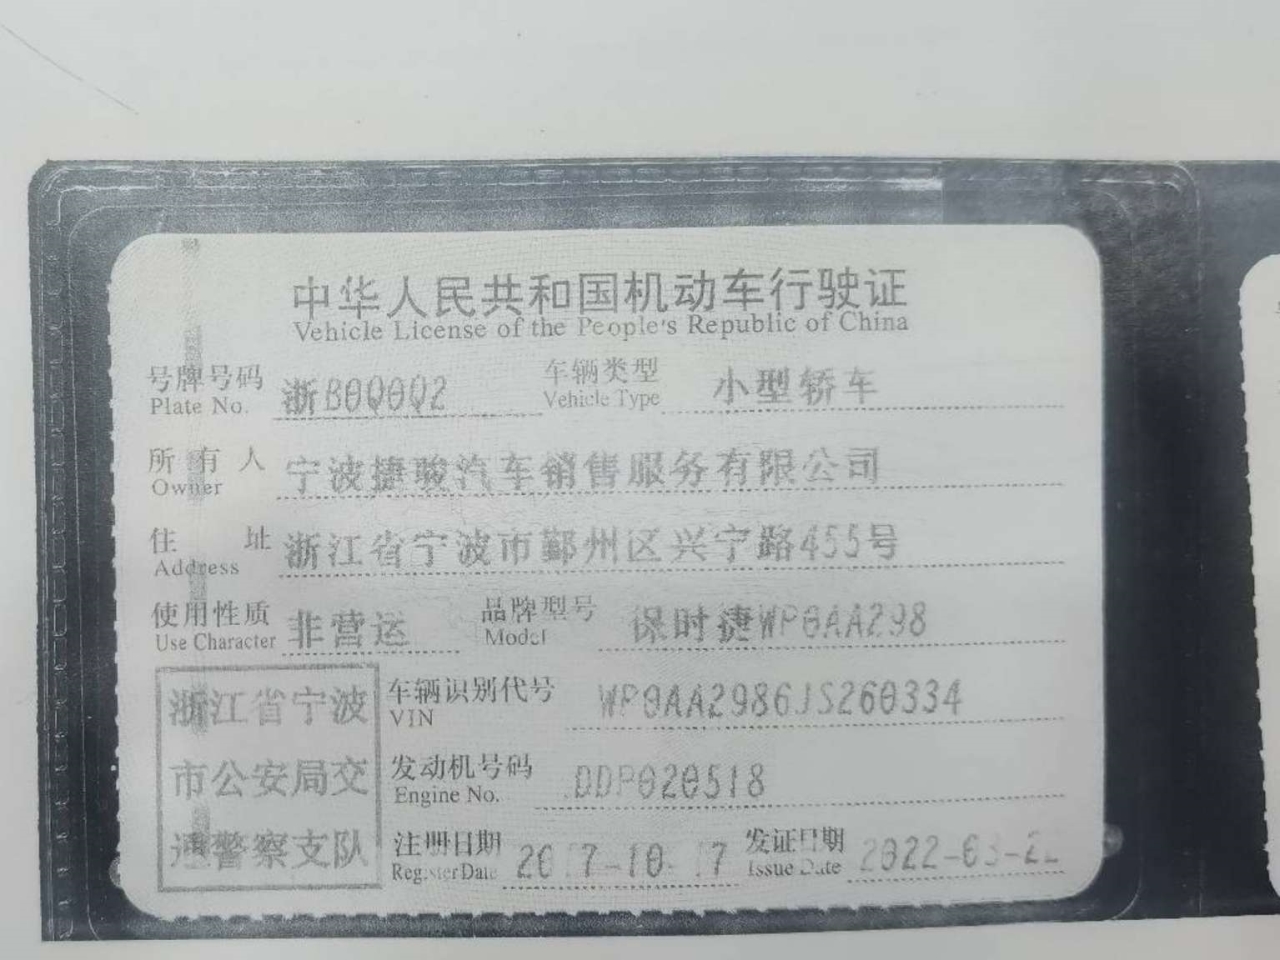 中华人民共和国机动车行驶证
Vehicle License of the People's Republic of China
号牌号码 浙B0Q0Q2 车辆类型 小型轿车
Plate No. Vehicle Type
所有人 宁波捷骏汽车销售服务有限公司
Owner
住址 浙江省宁波市鄞州区兴宁路455号
Address
使用性质 非营运 品牌型号 保时捷WP0AA298
Use Character Model
浙江省宁波 车辆识别代号 WP0AA2986JS260334
VIN
市公安局交 发动机号码 DDP020518
Engine No.
通警察支队 注册日期 2017-10-17 发证日期
Register Date Issue Date